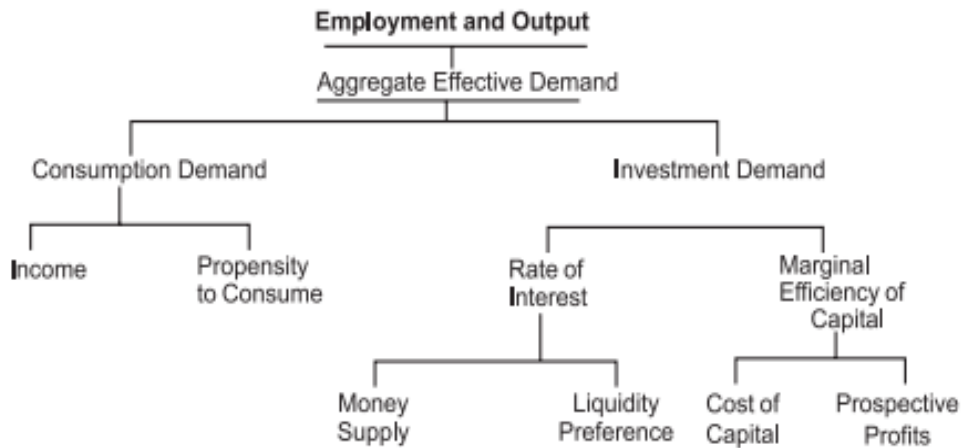 Employment and Output
Aggregate Effective Demand
Consumption Demand
Investment Demand
Income
Propensity
to Consume
Rate of
Interest
Marginal
Efficiency of
Capital
Money
Supply
Liquidity
Preference
Cost of
Capital
Prospective
Profits